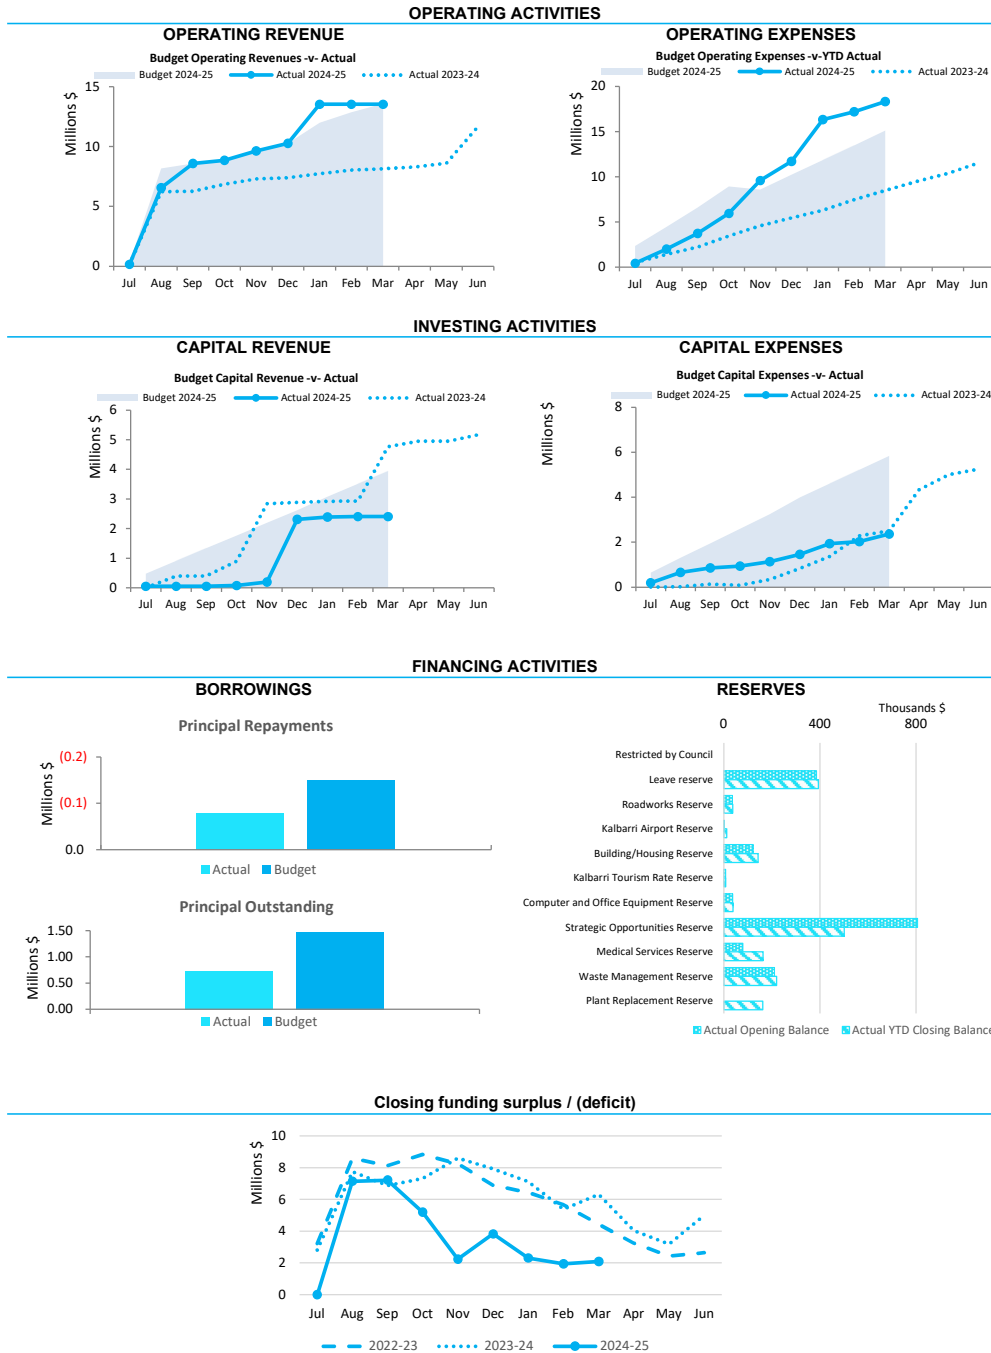 OPERATING ACTIVITIES
OPERATING REVENUE
Budget Operating Revenues -v- Actual
Budget 2024-25 Actual 2024-25 Actual 2023-24
Millions $
15
10
5
0
Jul Aug Sep Oct Nov Dec Jan Feb Mar Apr May Jun
OPERATING EXPENSES
Budget Operating Expenses -v-YTD Actual
Budget 2024-25 Actual 2024-25 Actual 2023-24
Millions $
20
15
10
5
0
Jul Aug Sep Oct Nov Dec Jan Feb Mar Apr May Jun
INVESTING ACTIVITIES
CAPITAL REVENUE
Budget Capital Revenue -v- Actual
Budget 2024-25 Actual 2024-25 Actual 2023-24
Millions $
6
5
4
3
2
1
0
Jul Aug Sep Oct Nov Dec Jan Feb Mar Apr May Jun
CAPITAL EXPENSES
Budget Capital Expenses -v- Actual
Budget 2024-25 Actual 2024-25 Actual 2023-24
Millions $
8
6
4
2
0
Jul Aug Sep Oct Nov Dec Jan Feb Mar Apr May Jun
FINANCING ACTIVITIES
BORROWINGS
Principal Repayments
Millions $
(0.2)
(0.1)
0.0
Actual Budget
Principal Outstanding
Millions $
1.50
1.00
0.50
0.00
Actual Budget
RESERVES
Thousands $
0 400 800
Restricted by Council
Leave reserve
Roadworks Reserve
Kalbarri Airport Reserve
Building/Housing Reserve
Kalbarri Tourism Rate Reserve
Computer and Office Equipment Reserve
Strategic Opportunities Reserve
Medical Services Reserve
Waste Management Reserve
Plant Replacement Reserve
Actual Opening Balance Actual YTD Closing Balance
Closing funding surplus / (deficit)
Millions $
10
8
6
4
2
0
Jul Aug Sep Oct Nov Dec Jan Feb Mar Apr May Jun
2022-23 2023-24 2024-25